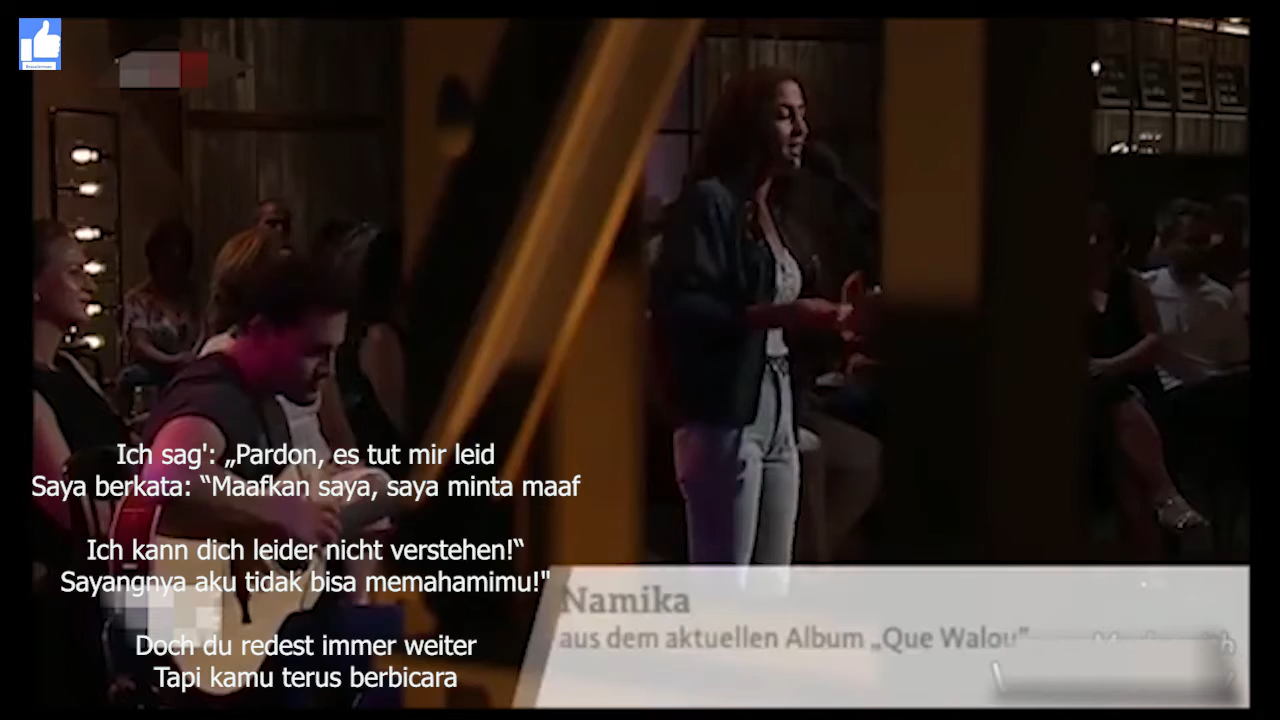 Ich sag': „Pardon, es tut mir leid
Saya berkata: “Maafkan saya, saya minta maaf
Ich kann dich leider nicht verstehen!“
Sayangnya aku tidak bisa memahamimu!"
Doch du redest immer weiter
Tapi kamu terus berbicara
Namika
aus dem aktuellen Album „Que Walou”